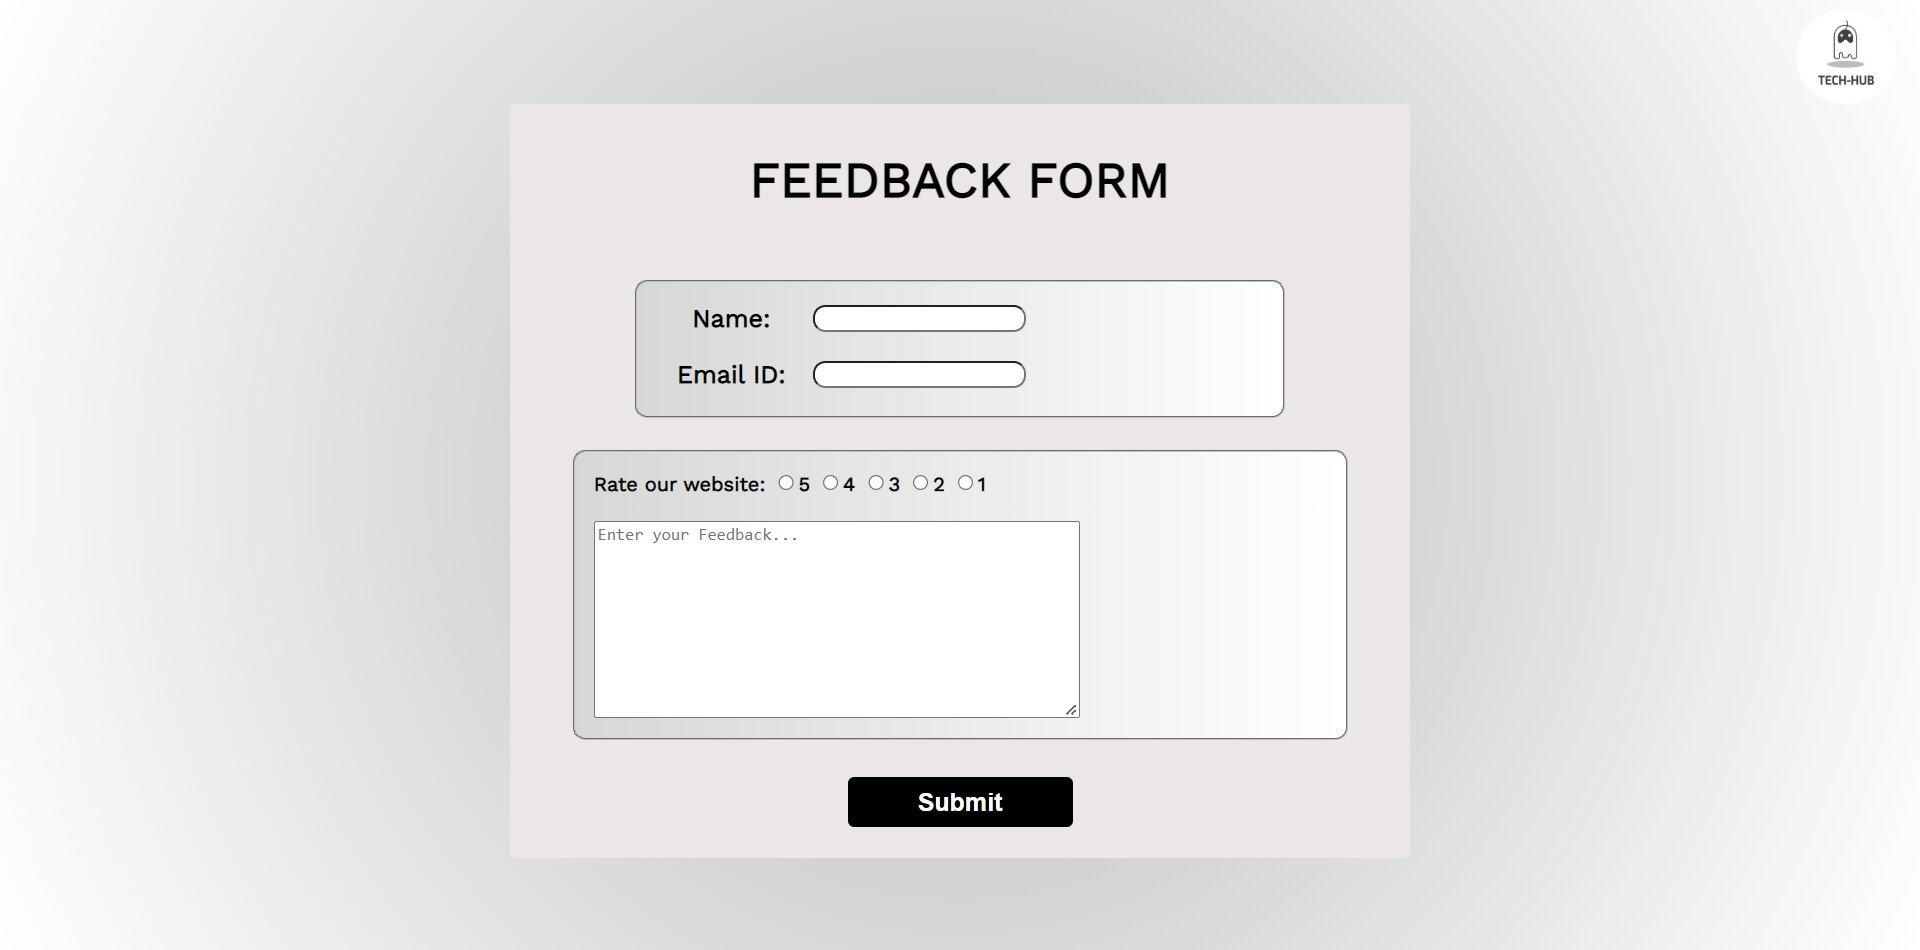 TECH-HUB
FEEDBACK FORM
Name:
Email ID:
Rate our website: 5 4 3 2 1
Enter your Feedback...
Submit